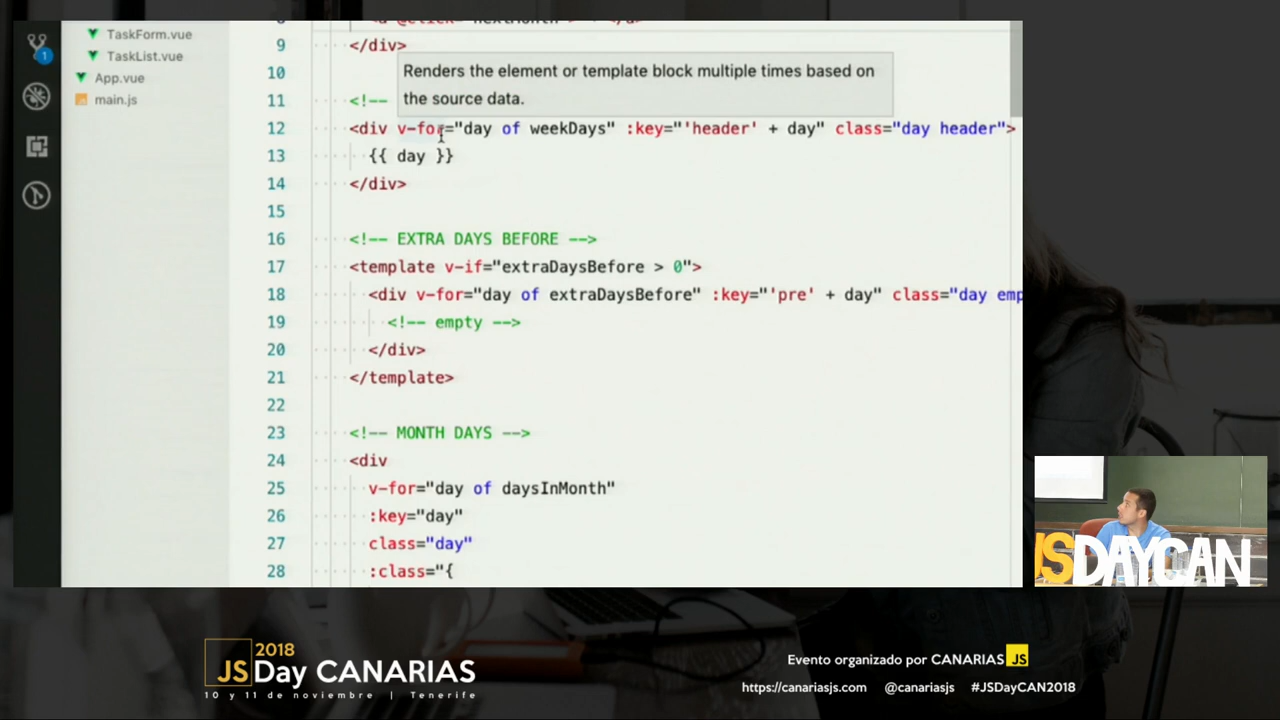 TaskForm.vue
TaskList.vue
App.vue
main.js
1
9 </div>
10
Renders the element or template block multiple times based on
the source data.
11 <!--
12 <div v-for="day of weekDays" :key="'header' + day" class="day header">
13 {{ day }}
14 </div>
15
16 <!-- EXTRA DAYS BEFORE -->
17 <template v-if="extraDaysBefore > 0">
18 <div v-for="day of extraDaysBefore" :key="'pre' + day" class="day emp
19 <!-- empty -->
20 </div>
21 </template>
22
23 <!-- MONTH DAYS -->
24 <div
25 v-for="day of daysInMonth"
26 :key="day"
27 class="day"
28 :class="{
JSDAYCAN
2018
JSDay CANARIAS
10 y 11 de noviembre | Tenerife
Evento organizado por CANARIAS JS
https://canariasjs.com @canariasjs #JSDayCAN2018